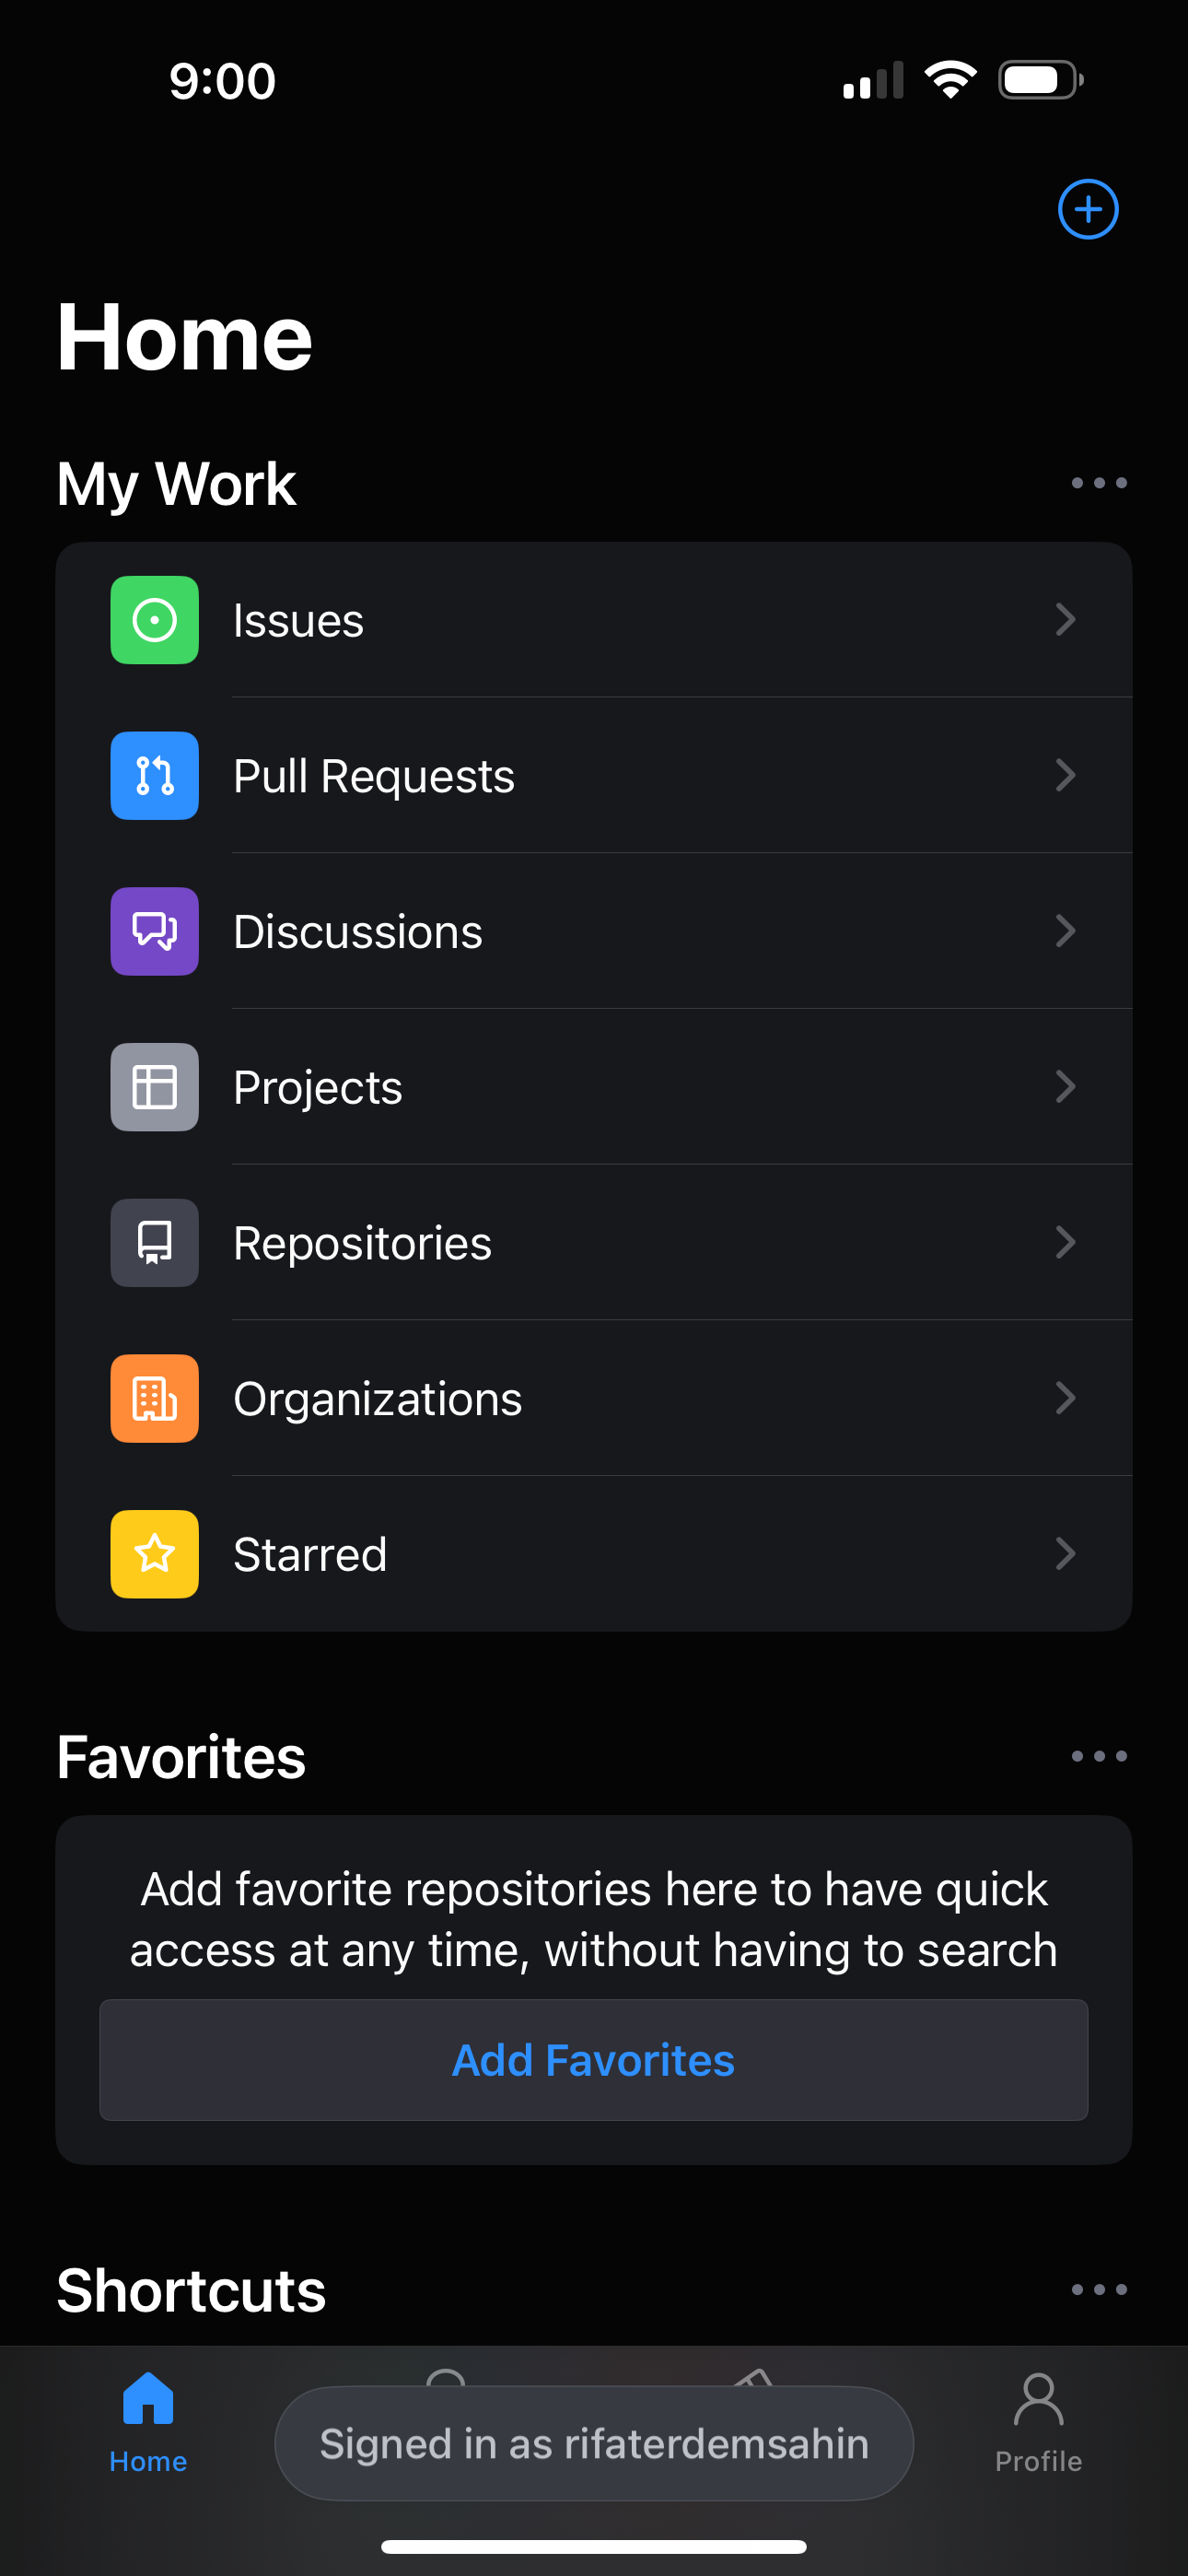 9:00
Home
My Work
Issues
Pull Requests
Discussions
Projects
Repositories
Organizations
Starred
Favorites
Add favorite repositories here to have quick
access at any time, without having to search
Add Favorites
Shortcuts
Home
Signed in as rifaterdemsahin
Profile